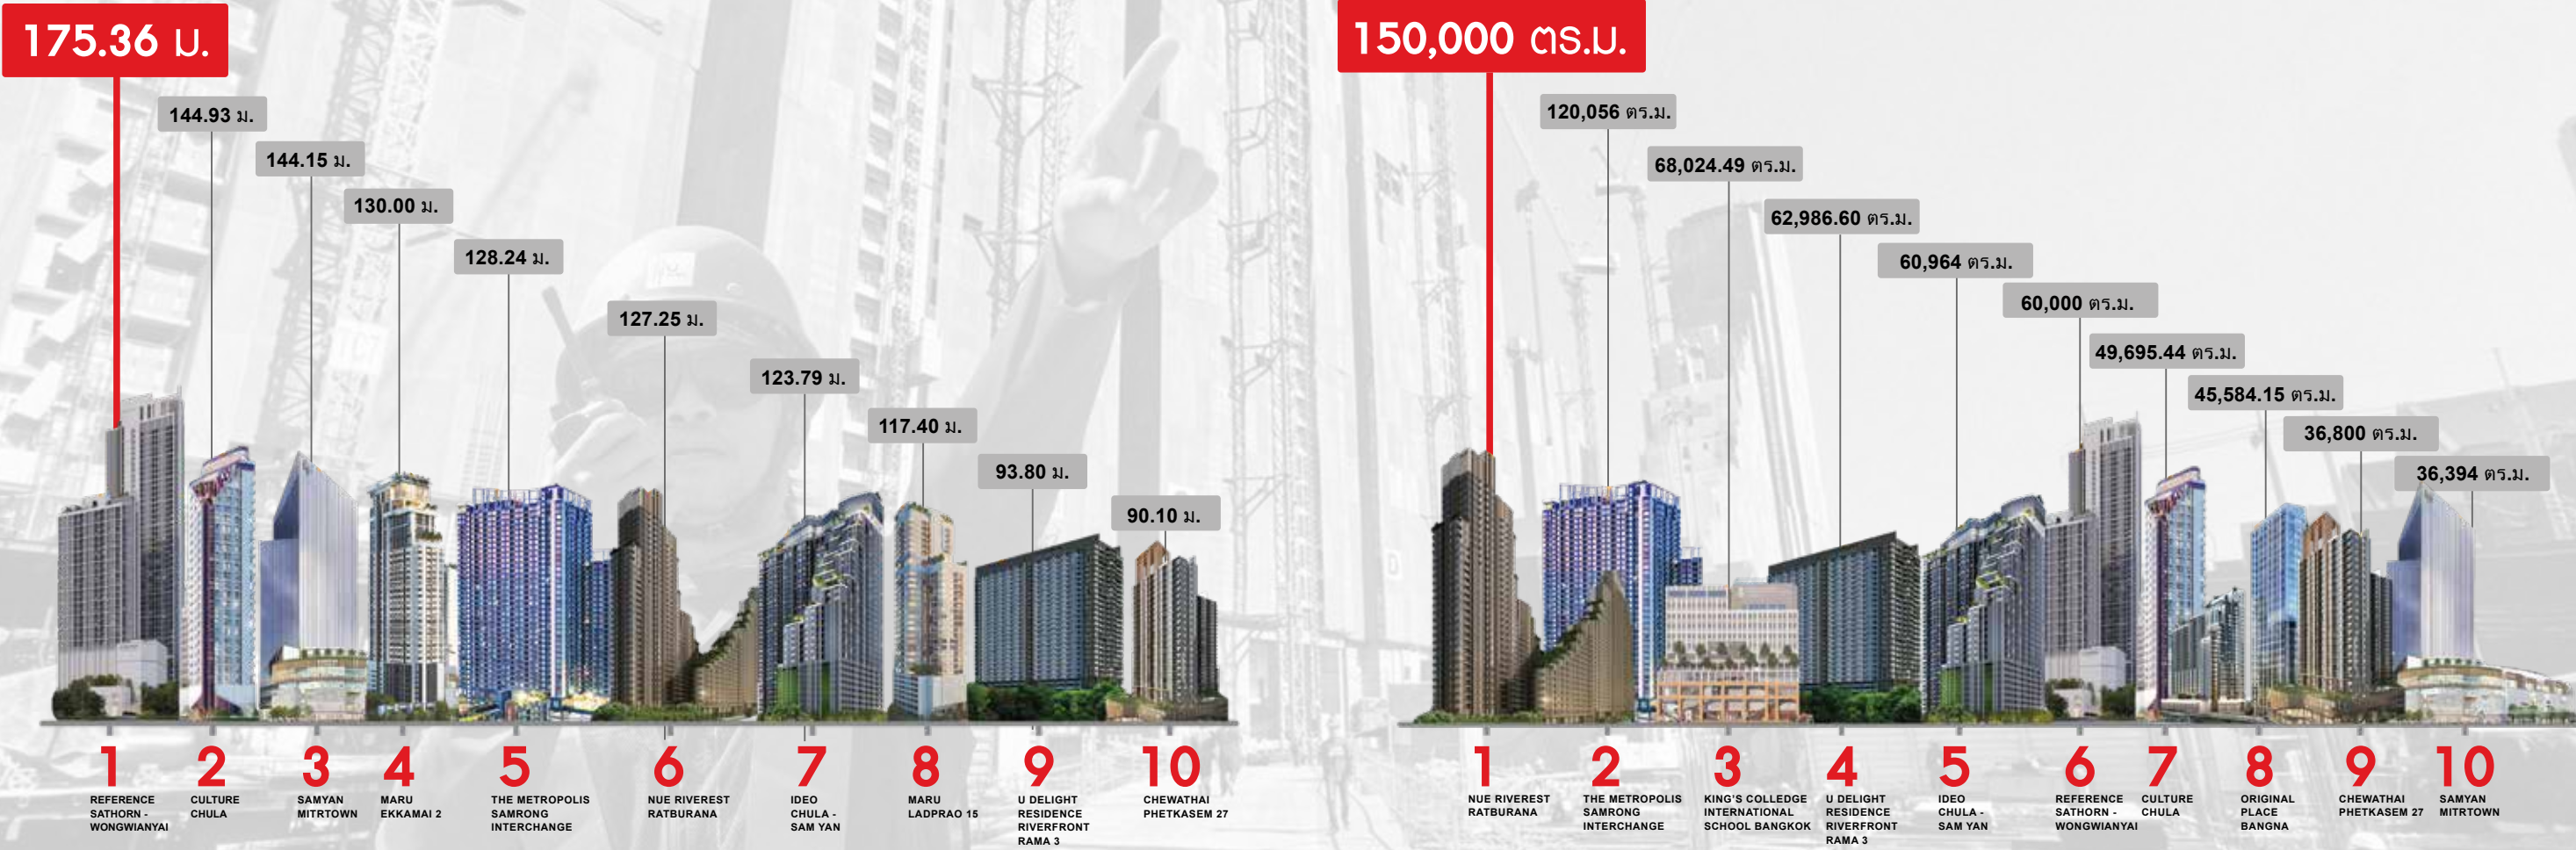 175.36 ม.
144.93 ม.
144.15 ม.
130.00 ม.
128.24 ม.
127.25 ม.
123.79 ม.
117.40 ม.
93.80 ม.
90.10 ม.
1
REFERENCE
SATHORN -
WONGWIANYAI
2
CULTURE
CHULA
3
SAMYAN
MITRTOWN
4
MARU
EKKAMAI 2
5
THE METROPOLIS
SAMRONG
INTERCHANGE
6
NUE RIVEREST
RATBURANA
7
IDEO
CHULA -
SAM YAN
8
MARU
LADPRAO 15
9
U DELIGHT
RESIDENCE
RIVERFRONT
RAMA 3
10
CHEWATHAI
PHETKASEM 27
150,000 ตร.ม.
120,056 ตร.ม.
68,024.49 ตร.ม.
62,986.60 ตร.ม.
60,964 ตร.ม.
60,000 ตร.ม.
49,695.44 ตร.ม.
45,584.15 ตร.ม.
36,800 ตร.ม.
36,394 ตร.ม.
1
NUE RIVEREST
RATBURANA
2
THE METROPOLIS
SAMRONG
INTERCHANGE
3
KING'S COLLEDGE
INTERNATIONAL
SCHOOL BANGKOK
4
U DELIGHT
RESIDENCE
RIVERFRONT
RAMA 3
5
IDEO
CHULA -
SAM YAN
6
REFERENCE
SATHORN -
WONGWIANYAI
7
CULTURE
CHULA
8
ORIGINAL
PLACE
BANGNA
9
CHEWATHAI
PHETKASEM 27
10
SAMYAN
MITRTOWN